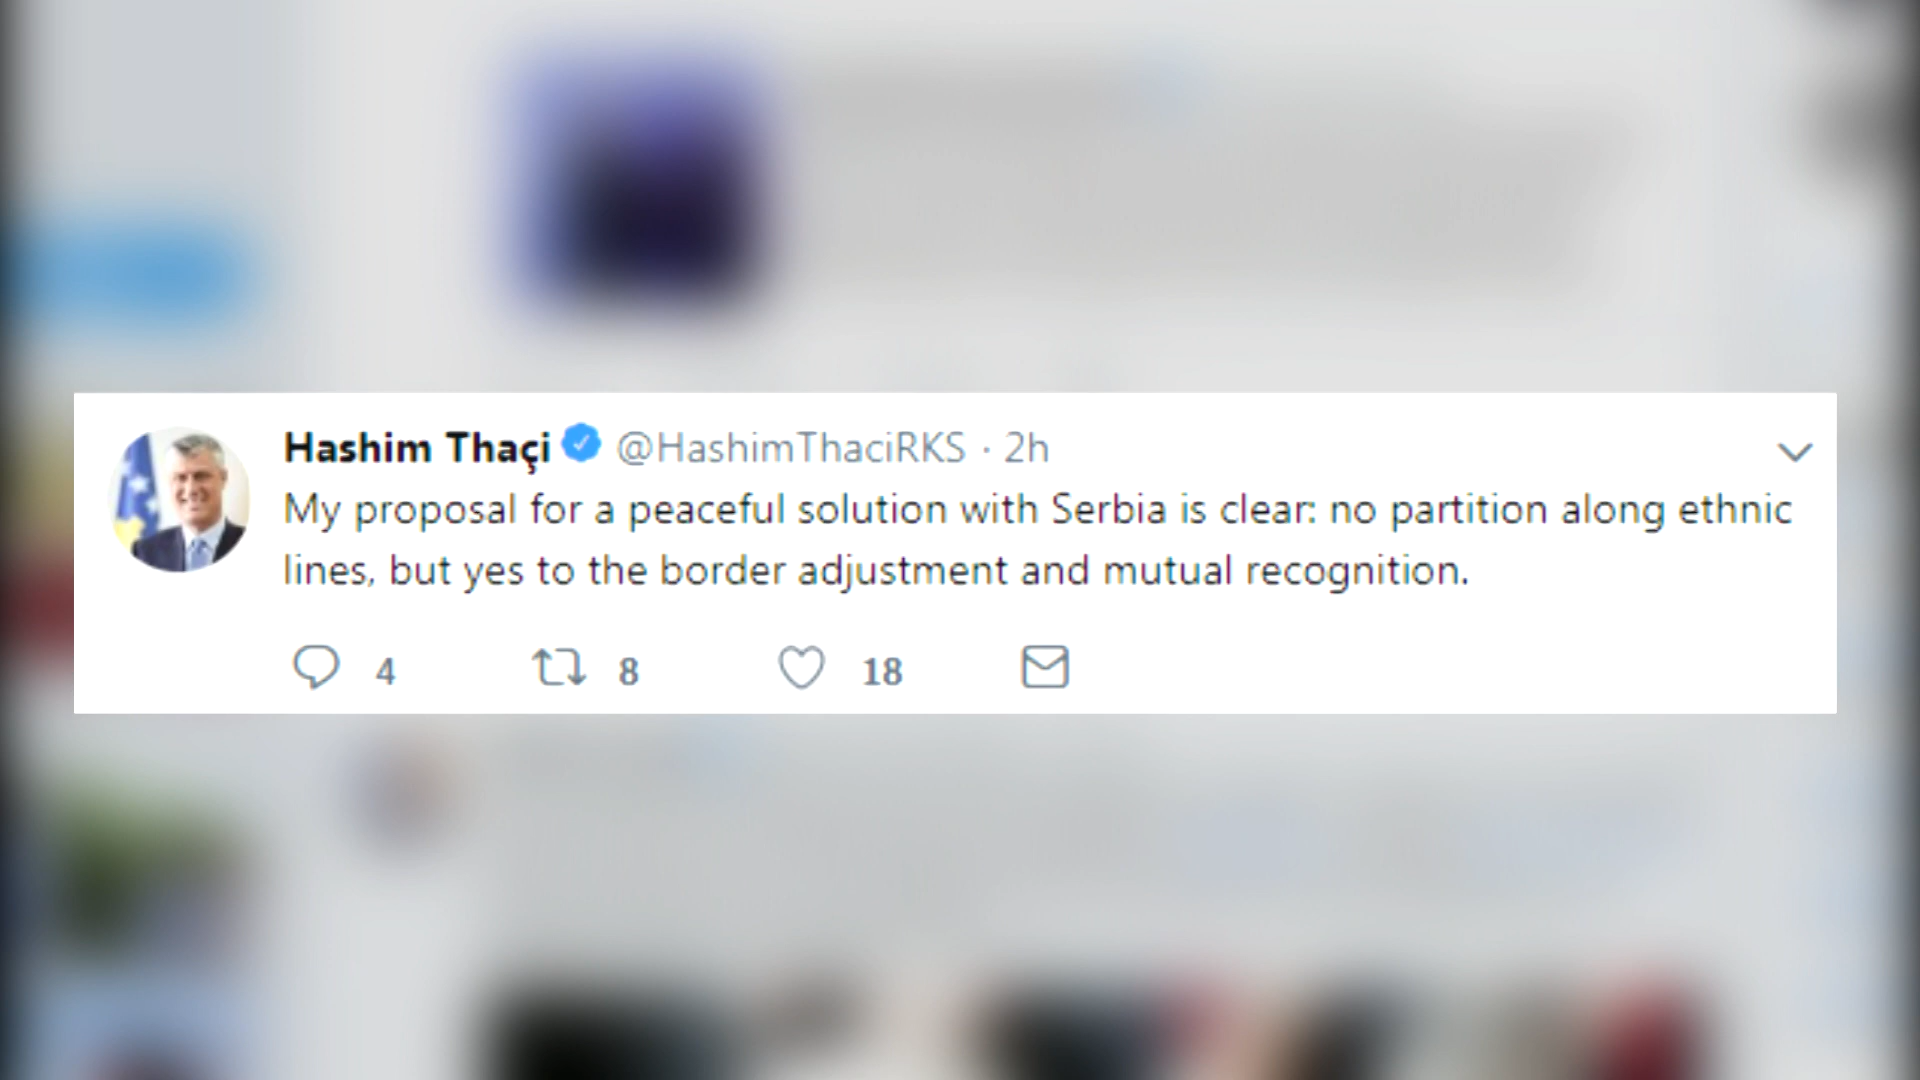 Hashim Thaçi @HashimThaciRKS · 2h
My proposal for a peaceful solution with Serbia is clear: no partition along ethnic
lines, but yes to the border adjustment and mutual recognition.
4 8 18